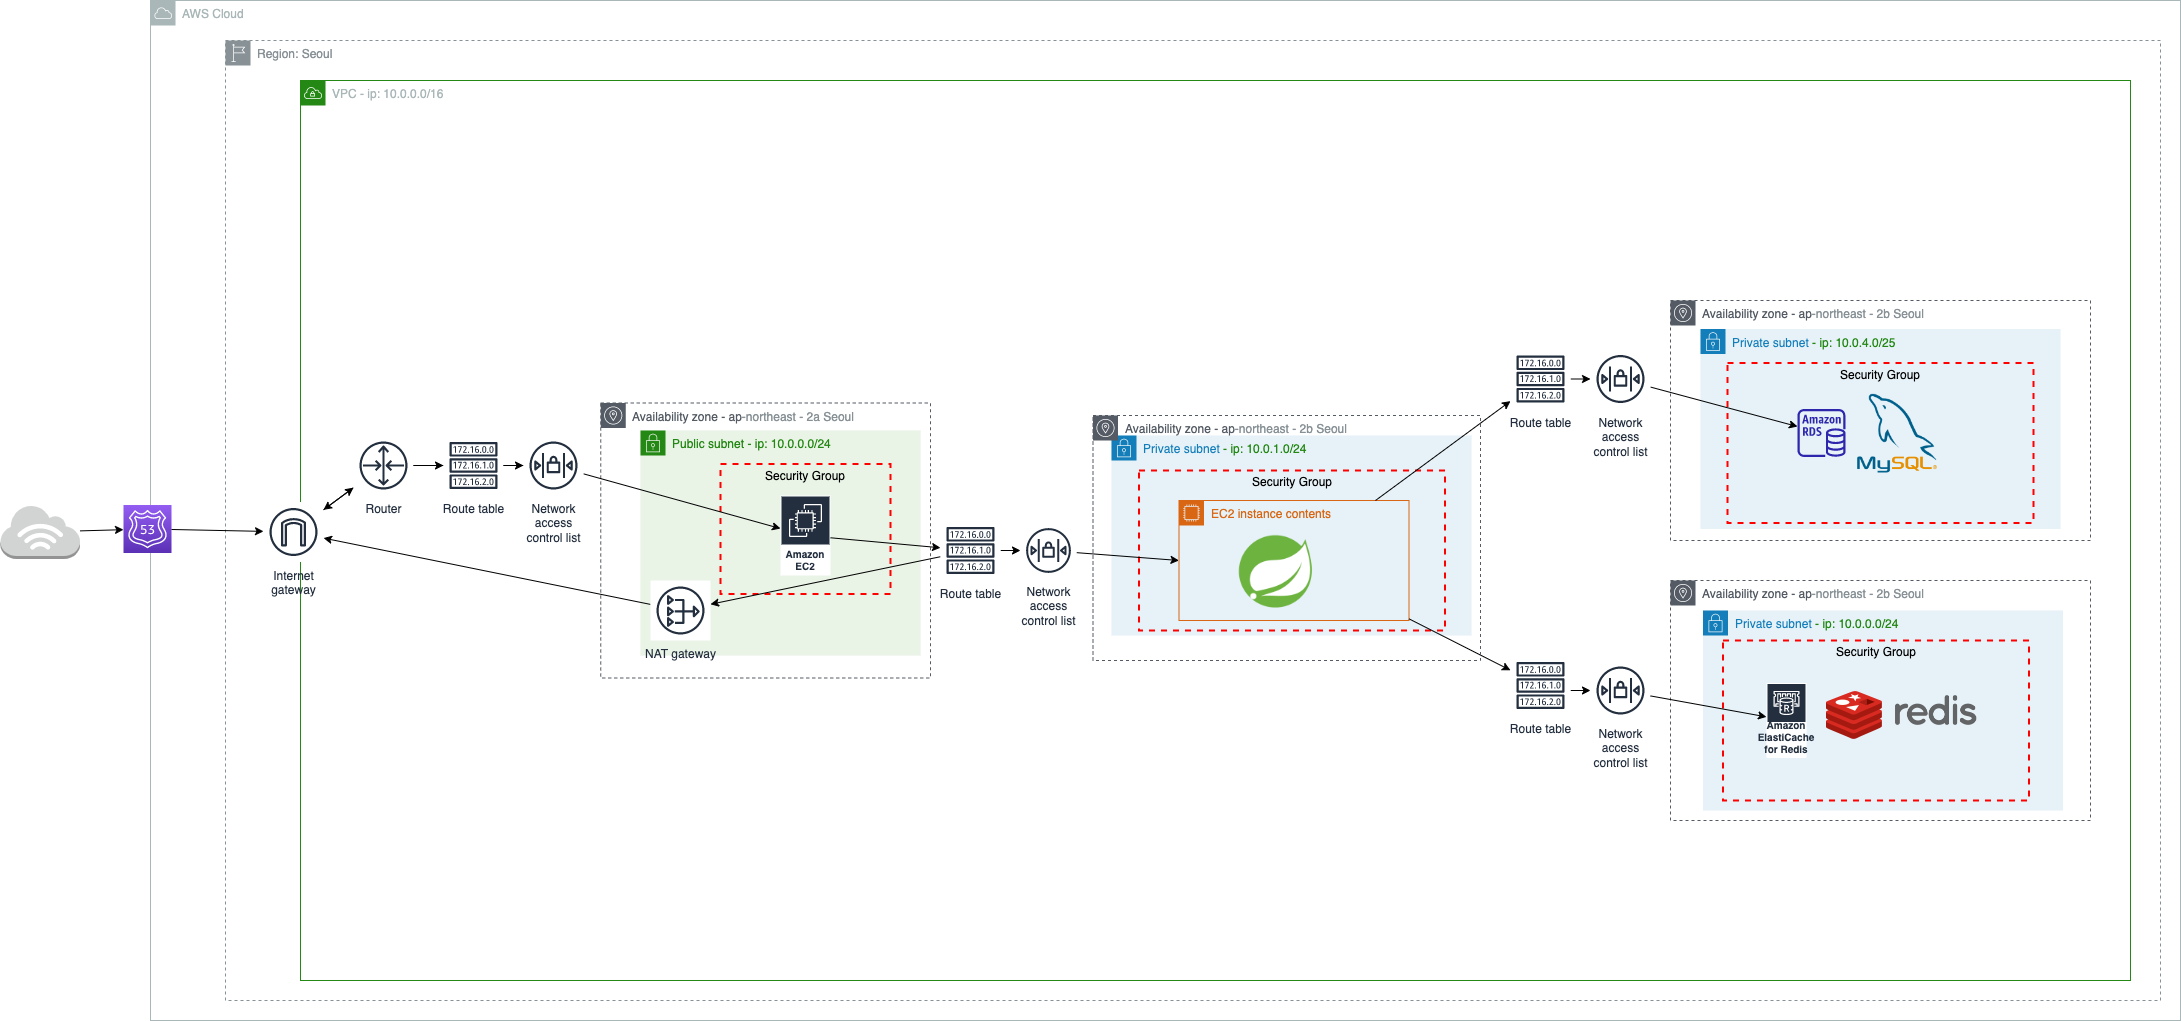 AWS Cloud
Region: Seoul
VPC - ip: 10.0.0.0/16
53
Internet
gateway
Router
172.16.0.0
172.16.1.0
172.16.2.0
Route table
Network
access
control list
Availability zone - ap-northeast - 2a Seoul
Public subnet - ip: 10.0.0.0/24
Security Group
Amazon
EC2
NAT gateway
172.16.0.0
172.16.1.0
172.16.2.0
Route table
Network
access
control list
Availability zone - ap-northeast - 2b Seoul
Private subnet - ip: 10.0.1.0/24
Security Group
EC2 instance contents
172.16.0.0
172.16.1.0
172.16.2.0
Route table
Network
access
control list
Availability zone - ap-northeast - 2b Seoul
Private subnet - ip: 10.0.4.0/25
Security Group
Amazon
RDS
MySQL®
172.16.0.0
172.16.1.0
172.16.2.0
Route table
Network
access
control list
Availability zone - ap-northeast - 2b Seoul
Private subnet - ip: 10.0.0.0/24
Security Group
R
Amazon
ElastiCache
for Redis
redis